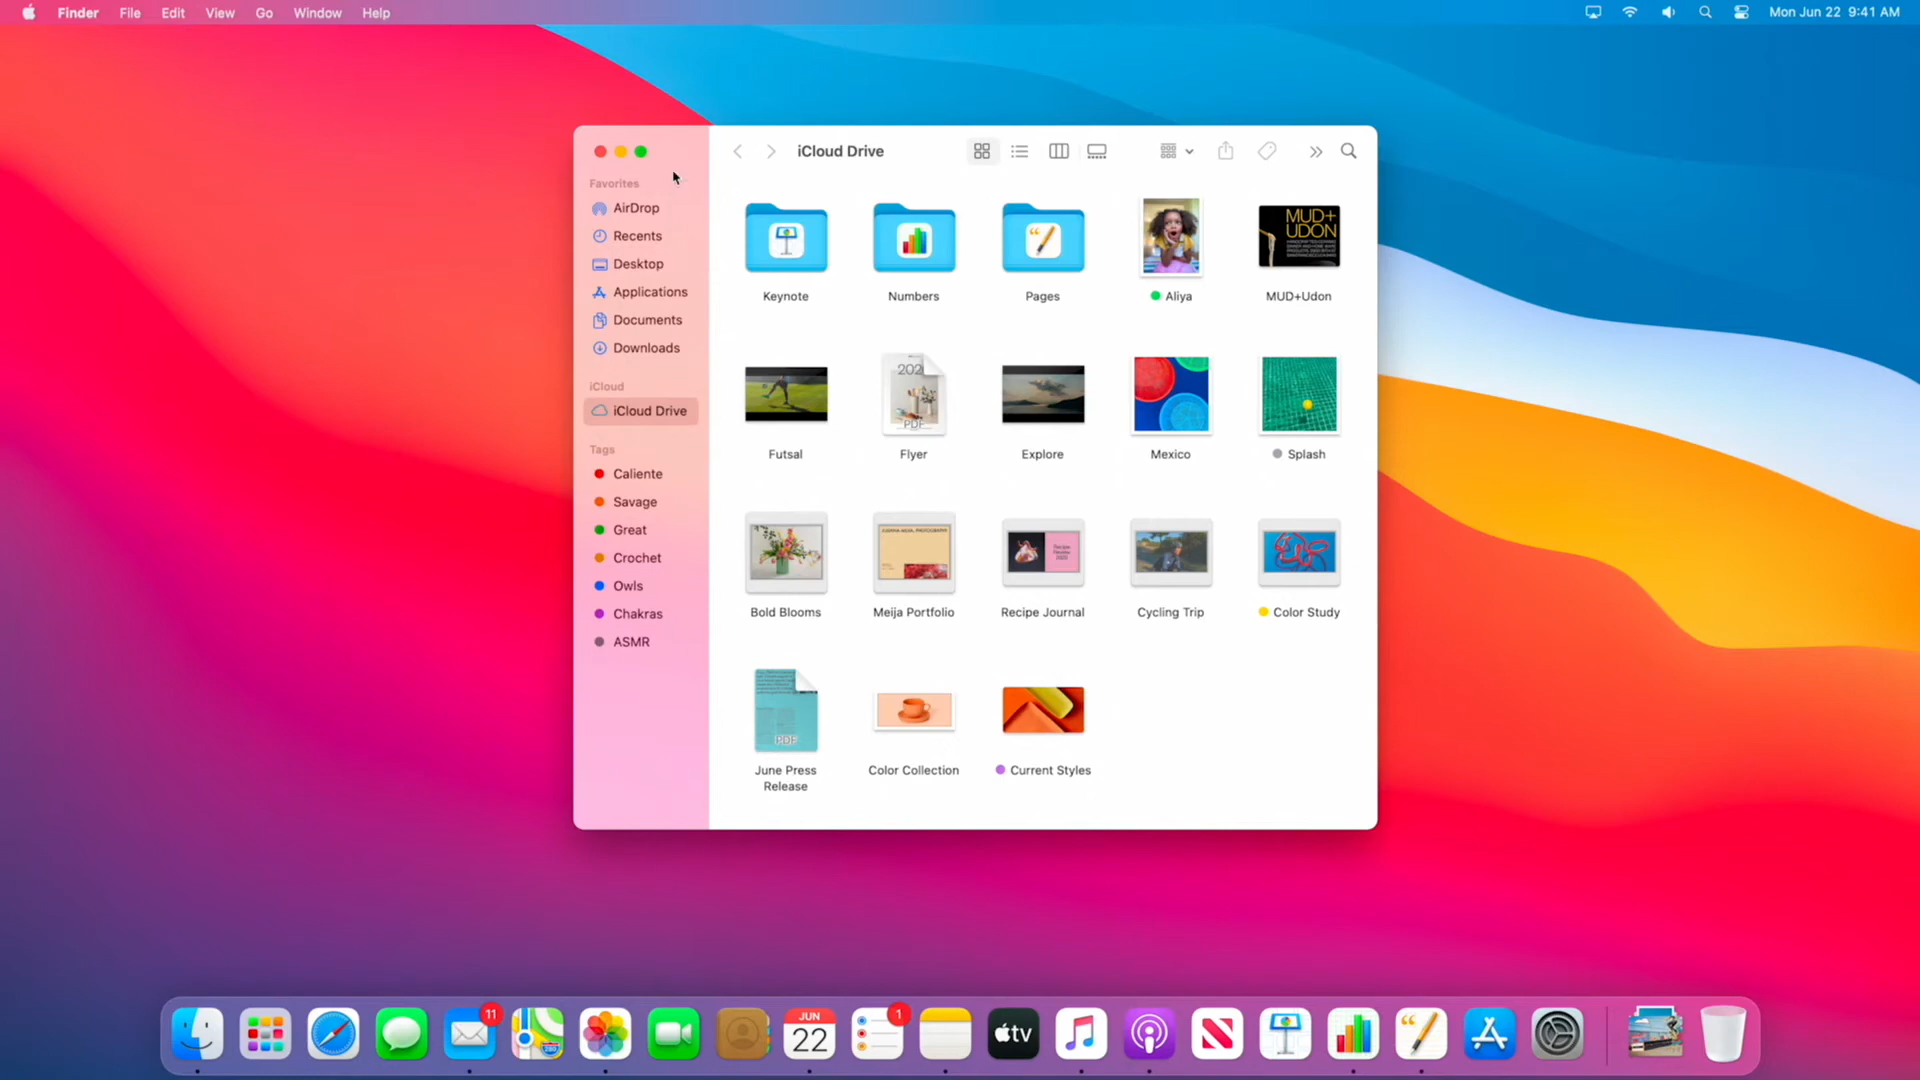 Finder File Edit View Go Window Help
Mon Jun 22 9:41 AM
iCloud Drive
Favorites
AirDrop
Recents
Desktop
Applications
Documents
Downloads
iCloud
iCloud Drive
Tags
Caliente
Savage
Great
Crochet
Owls
Chakras
ASMR
MUD+
UDON
Keynote
Numbers
Pages
Aliya
MUD+Udon
PDF
Futsal
Flyer
Explore
Mexico
Splash
Recipe
Bold Blooms
Meija Portfolio
Recipe Journal
Cycling Trip
Color Study
PDF
June Press
Release
Color Collection
Current Styles
11
JUN
22
1
tv